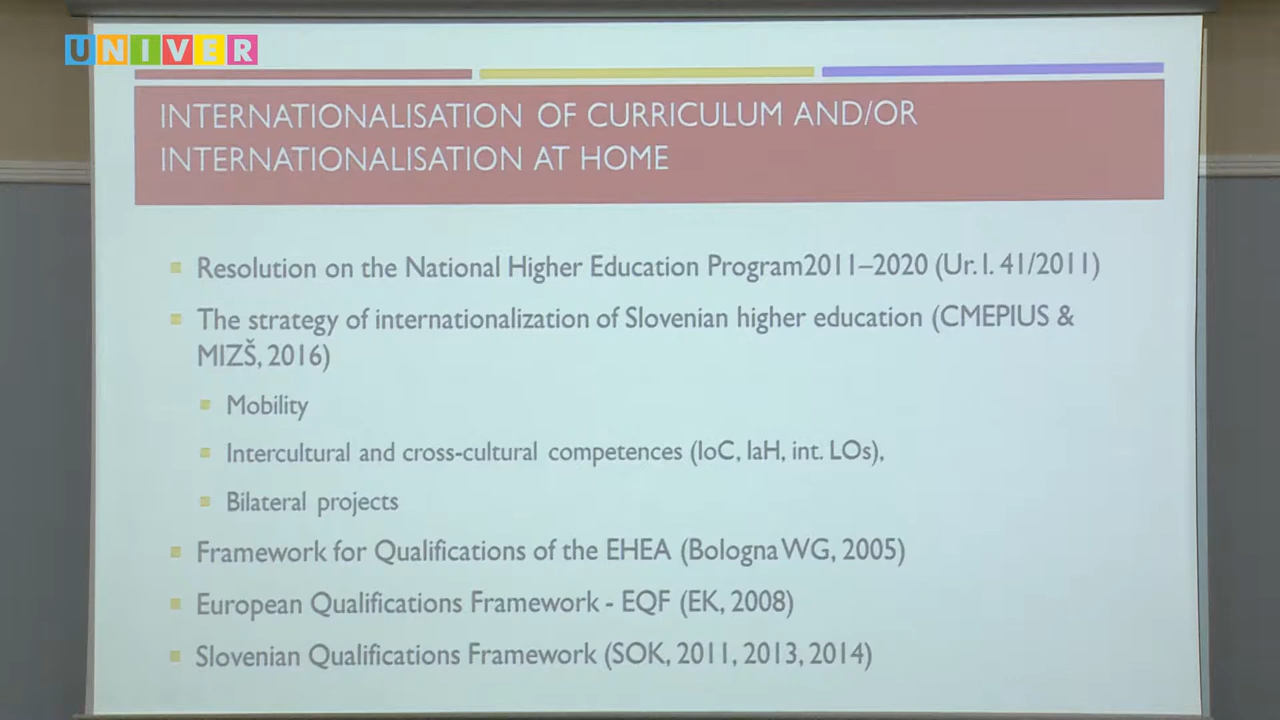 UNIVER
INTERNATIONALISATION OF CURRICULUM AND/OR
INTERNATIONALISATION AT HOME
Resolution on the National Higher Education Program2011–2020 (Ur. l. 41/2011)
The strategy of internationalization of Slovenian higher education (CMEPIUS &
MIZŠ, 2016)
Mobility
Intercultural and cross-cultural competences (IoC, IaH, int. LOs),
Bilateral projects
Framework for Qualifications of the EHEA (Bologna WG, 2005)
European Qualifications Framework - EQF (EK, 2008)
Slovenian Qualifications Framework (SOK, 2011, 2013, 2014)